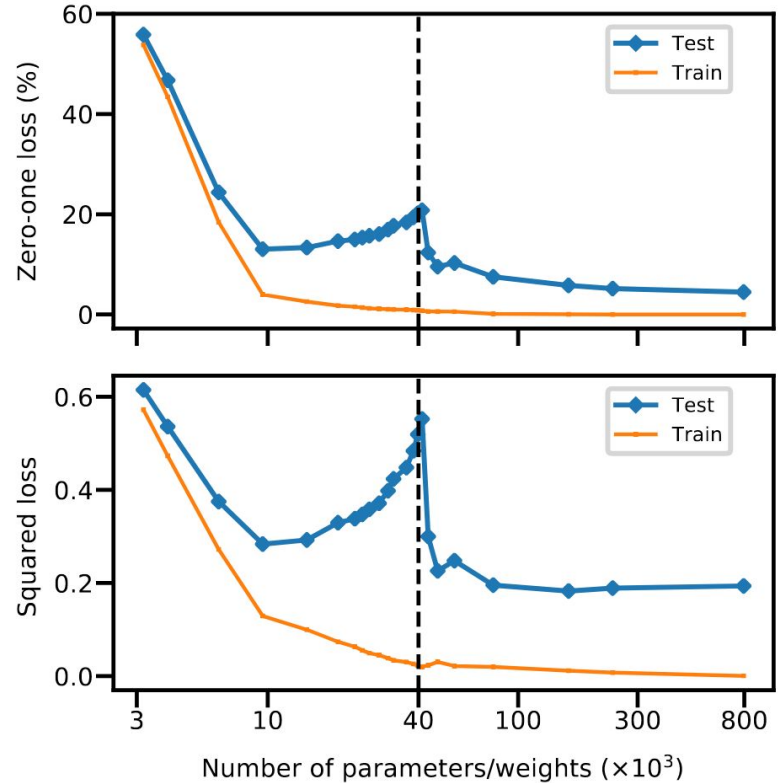 60
40
20
0
Zero-one loss (%)
Test
Train
0.6
0.4
0.2
0.0
Squared loss
Test
Train
3
10
40
100
300
800
Number of parameters/weights (×10³)